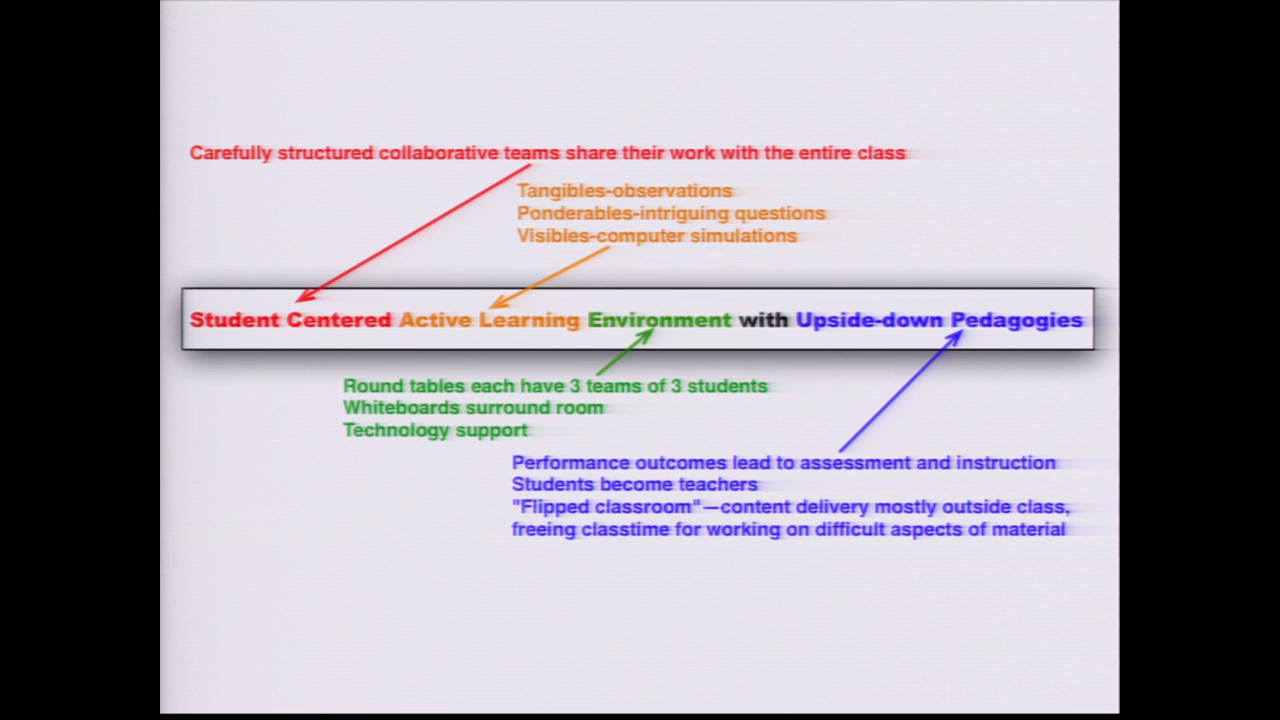 Carefully structured collaborative teams share their work with the entire class
Tangibles-observations
Ponderables-intriguing questions
Visibles-computer simulations
Student Centered Active Learning Environment with Upside-down Pedagogies
Round tables each have 3 teams of 3 students
Whiteboards surround room
Technology support
Performance outcomes lead to assessment and instruction
Students become teachers
"Flipped classroom"—content delivery mostly outside class,
freeing classtime for working on difficult aspects of material